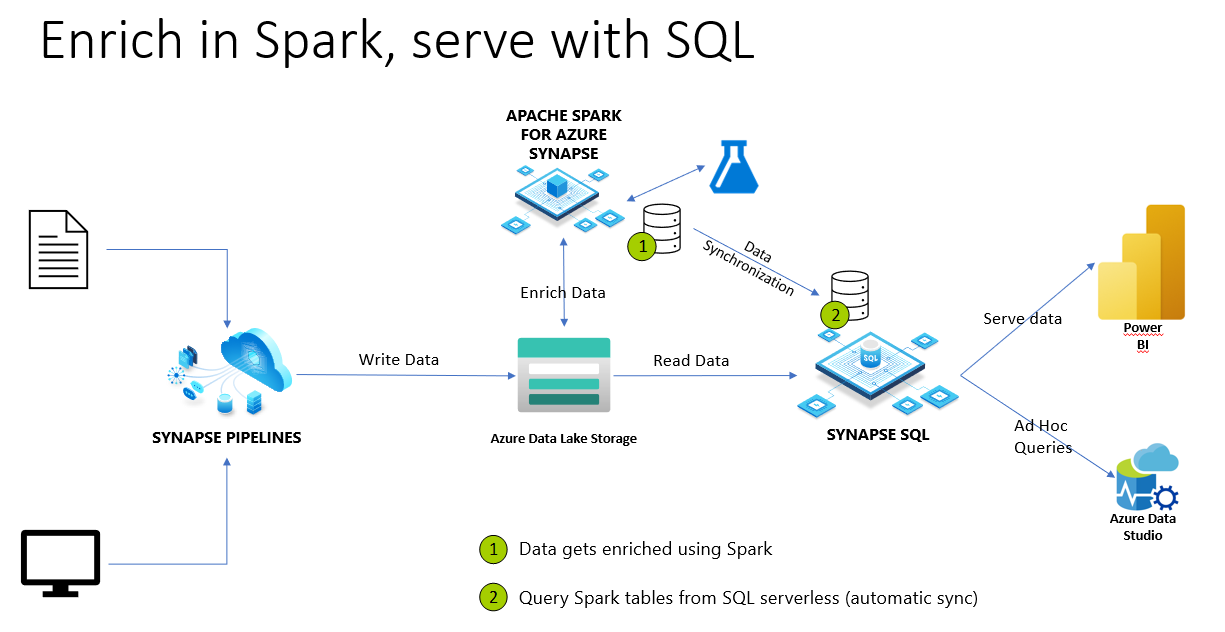 Enrich in Spark, serve with SQL
APACHE SPARK
FOR AZURE
SYNAPSE
1
Data
Synchronization
2
Enrich Data
Write Data
Read Data
Serve data
Power
BI
SQL
SYNAPSE PIPELINES
Azure Data Lake Storage
SYNAPSE SQL
Ad Hoc
Queries
Azure Data
Studio
1 Data gets enriched using Spark
2 Query Spark tables from SQL serverless (automatic sync)